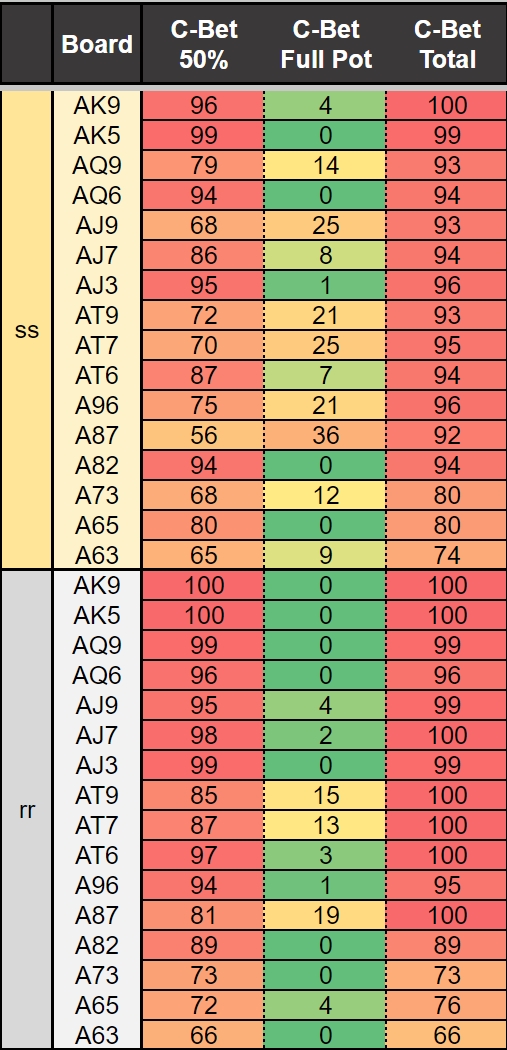 Board C-Bet 50% C-Bet Full Pot C-Bet Total
ss
AK9 96 4 100
AK5 99 0 99
AQ9 79 14 93
AQ6 94 0 94
AJ9 68 25 93
AJ7 86 8 94
AJ3 95 1 96
AT9 72 21 93
AT7 70 25 95
AT6 87 7 94
A96 75 21 96
A87 56 36 92
A82 94 0 94
A73 68 12 80
A65 80 0 80
A63 65 9 74
rr
AK9 100 0 100
AK5 100 0 100
AQ9 99 0 99
AQ6 96 0 96
AJ9 95 4 99
AJ7 98 2 100
AJ3 99 0 99
AT9 85 15 100
AT7 87 13 100
AT6 97 3 100
A96 94 1 95
A87 81 19 100
A82 89 0 89
A73 73 0 73
A65 72 4 76
A63 66 0 66